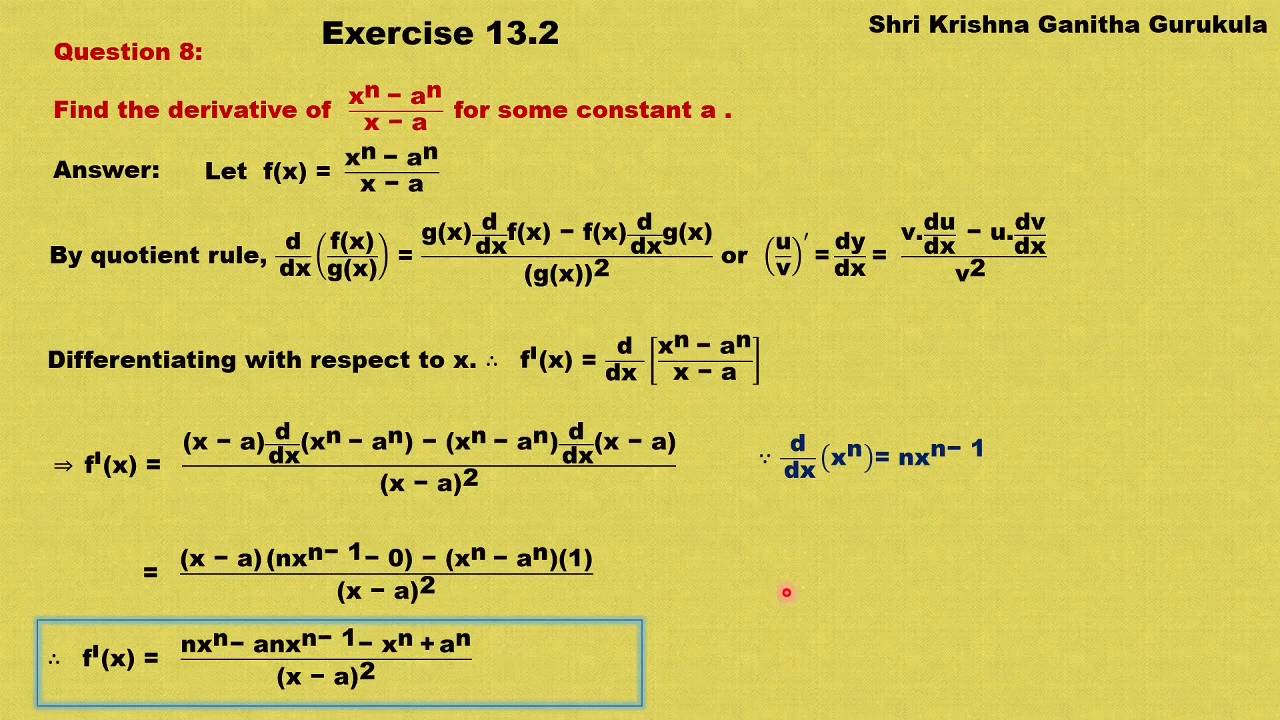 Exercise 13.2
Shri Krishna Ganitha Gurukula
Question 8:
Find the derivative of (xⁿ − aⁿ)/(x − a) for some constant a .
Answer: Let f(x) = (xⁿ − aⁿ)/(x − a)
By quotient rule, d/dx (f(x)/g(x)) = (g(x) d/dx f(x) − f(x) d/dx g(x))/(g(x))² or (u/v)′ = dy/dx = (v.du/dx − u.dv/dx)/v²
Differentiating with respect to x. ∴ fᴵ(x) = d/dx [(xⁿ − aⁿ)/(x − a)]
⇒ fᴵ(x) = ((x − a) d/dx (xⁿ − aⁿ) − (xⁿ − aⁿ) d/dx (x − a))/(x − a)² ∵ d/dx (xⁿ) = nxⁿ⁻ ¹
= ((x − a)(nxⁿ⁻ ¹ − 0) − (xⁿ − aⁿ)(1))/(x − a)²
∴ fᴵ(x) = (nxⁿ − anxⁿ⁻ ¹ − xⁿ + aⁿ)/(x − a)²